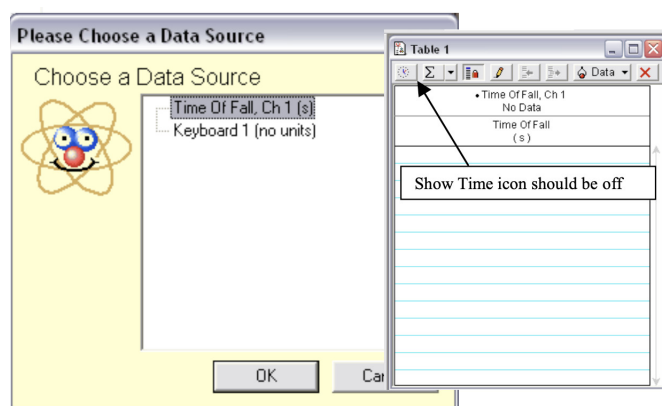 Please Choose a Data Source
Choose a Data Source
Time Of Fall, Ch 1 (s)
Keyboard 1 (no units)
OK
Table 1
Σ
Data
• Time Of Fall, Ch 1
No Data
Time Of Fall
( s )
Show Time icon should be off